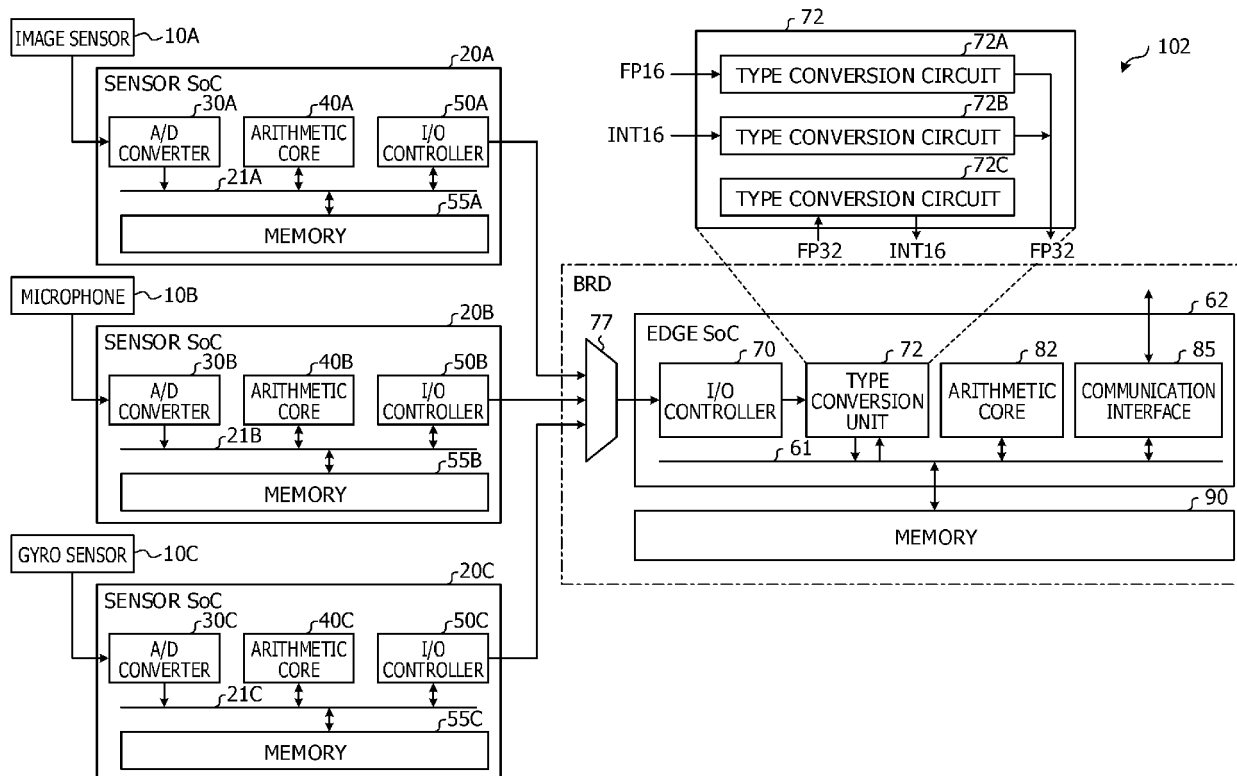 IMAGE SENSOR
10A
20A
SENSOR SoC
30A
40A
50A
A/D
CONVERTER
ARITHMETIC
CORE
I/O
CONTROLLER
21A
55A
MEMORY
MICROPHONE
10B
20B
SENSOR SoC
30B
40B
50B
A/D
CONVERTER
ARITHMETIC
CORE
I/O
CONTROLLER
21B
55B
MEMORY
GYRO SENSOR
10C
20C
SENSOR SoC
30C
40C
50C
A/D
CONVERTER
ARITHMETIC
CORE
I/O
CONTROLLER
21C
55C
MEMORY
72
102
72A
FP16
TYPE CONVERSION CIRCUIT
72B
INT16
TYPE CONVERSION CIRCUIT
72C
TYPE CONVERSION CIRCUIT
FP32
INT16
FP32
BRD
77
62
EDGE SoC
70
72
82
85
I/O
CONTROLLER
TYPE
CONVERSION
UNIT
ARITHMETIC
CORE
COMMUNICATION
INTERFACE
61
90
MEMORY